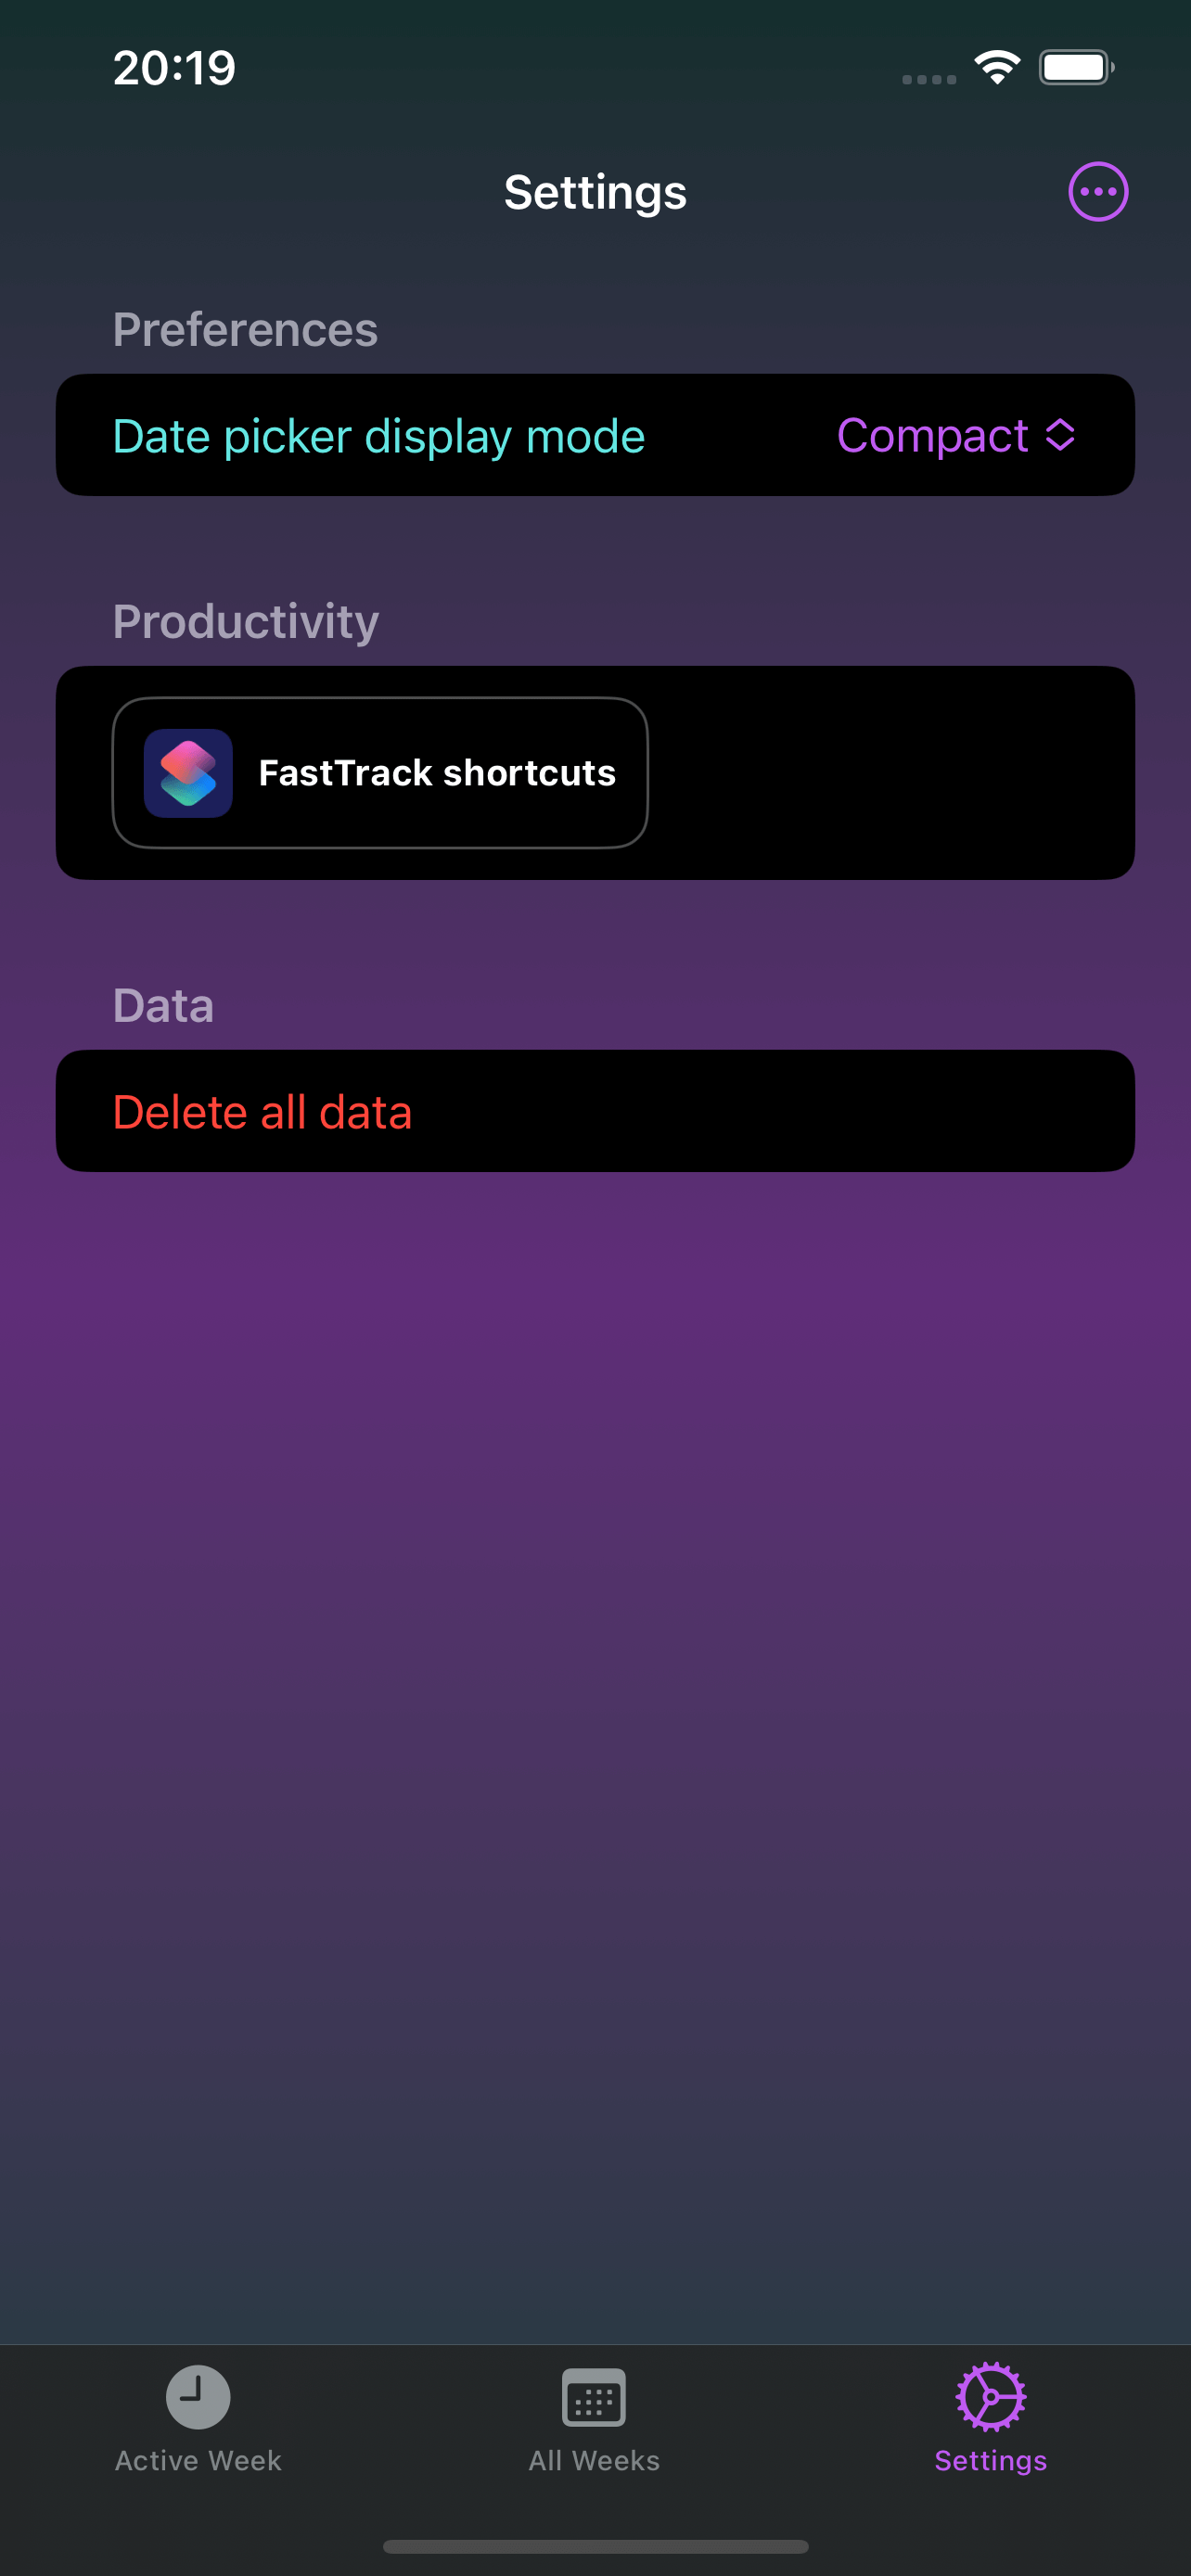 20:19
Settings
Preferences
Date picker display mode
Compact
Productivity
FastTrack shortcuts
Data
Delete all data
Active Week
All Weeks
Settings